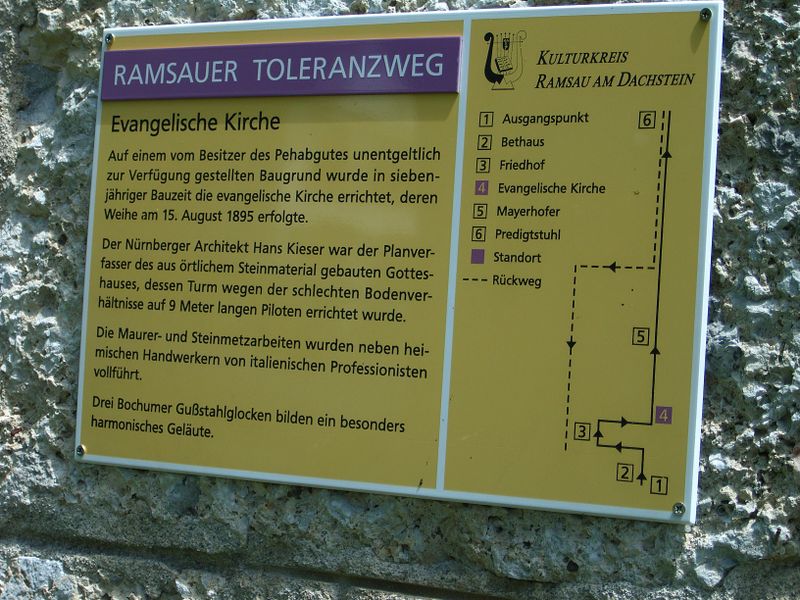 RAMSAUER TOLERANZWEG
Evangelische Kirche
Auf einem vom Besitzer des Pehabgutes unentgeltlich
zur Verfügung gestellten Baugrund wurde in sieben-
jähriger Bauzeit die evangelische Kirche errichtet, deren
Weihe am 15. August 1895 erfolgte.
Der Nürnberger Architekt Hans Kieser war der Planver-
fasser des aus örtlichem Steinmaterial gebauten Gottes-
hauses, dessen Turm wegen der schlechten Bodenver-
hältnisse auf 9 Meter langen Piloten errichtet wurde.
Die Maurer- und Steinmetzarbeiten wurden neben hei-
mischen Handwerkern von italienischen Professionisten
vollführt.
Drei Bochumer Gußstahlglocken bilden ein besonders
harmonisches Geläute.
KULTURKREIS
RAMSAU AM DACHSTEIN
1 Ausgangspunkt
2 Bethaus
3 Friedhof
4 Evangelische Kirche
5 Mayerhofer
6 Predigtstuhl
Standort
Rückweg
6
5
4
3
2
1